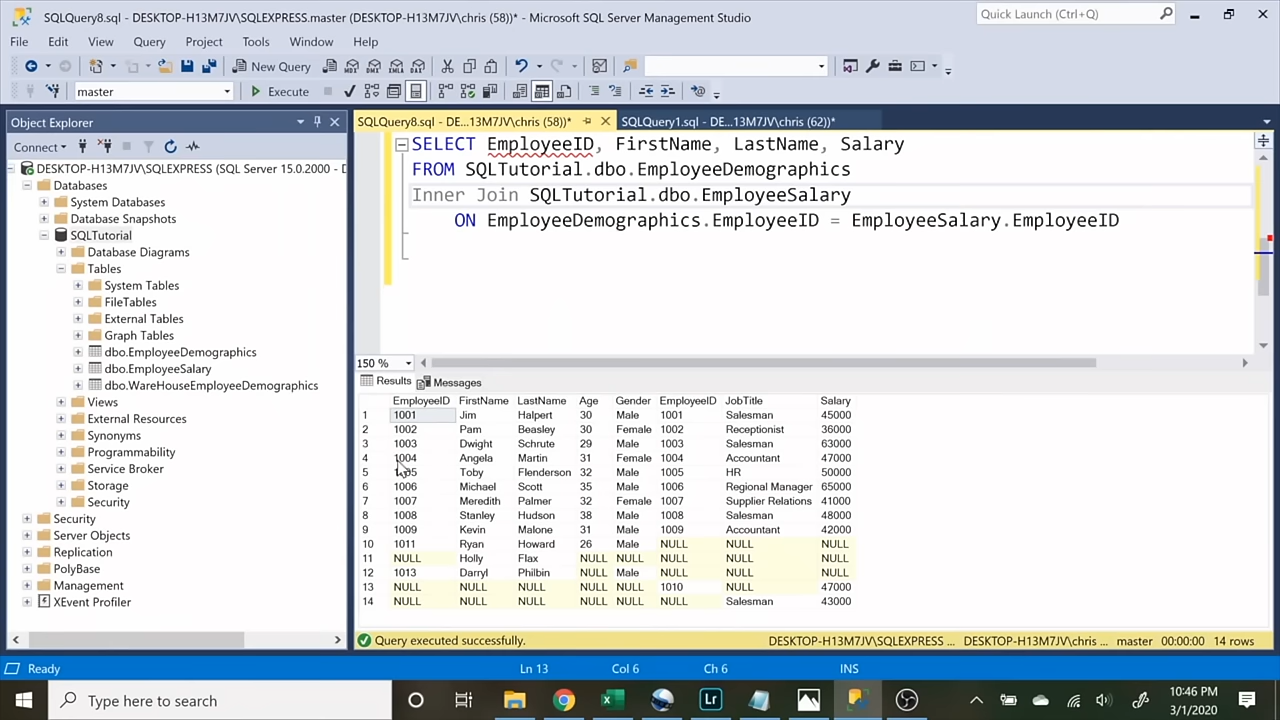 SQLQuery8.sql - DESKTOP-H13M7JV\SQLEXPRESS.master (DESKTOP-H13M7JV\chris (58))* - Microsoft SQL Server Management Studio
Quick Launch (Ctrl+Q)
File Edit View Query Project Tools Window Help
New Query
MDX DMX XMLA DAX
master
Execute
Object Explorer
SQLQuery8.sql - DE...13M7JV\chris (58))*
SQLQuery1.sql - DE...13M7JV\chris (62))*
Connect
DESKTOP-H13M7JV\SQLEXPRESS (SQL Server 15.0.2000 - D
Databases
System Databases
Database Snapshots
SQLTutorial
Database Diagrams
Tables
System Tables
FileTables
External Tables
Graph Tables
dbo.EmployeeDemographics
dbo.EmployeeSalary
dbo.WareHouseEmployeeDemographics
Views
External Resources
Synonyms
Programmability
Service Broker
Storage
Security
Security
Server Objects
Replication
PolyBase
Management
XEvent Profiler
SELECT EmployeeID, FirstName, LastName, Salary
FROM SQLTutorial.dbo.EmployeeDemographics
Inner Join SQLTutorial.dbo.EmployeeSalary
ON EmployeeDemographics.EmployeeID = EmployeeSalary.EmployeeID
150 %
Results Messages
EmployeeID FirstName LastName Age Gender EmployeeID JobTitle Salary
1 1001 Jim Halpert 30 Male 1001 Salesman 45000
2 1002 Pam Beasley 30 Female 1002 Receptionist 36000
3 1003 Dwight Schrute 29 Male 1003 Salesman 63000
4 1004 Angela Martin 31 Female 1004 Accountant 47000
5 Toby Flenderson 32 Male 1005 HR 50000
6 1006 Michael Scott 35 Male 1006 Regional Manager 65000
7 1007 Meredith Palmer 32 Female 1007 Supplier Relations 41000
8 1008 Stanley Hudson 38 Male 1008 Salesman 48000
9 1009 Kevin Malone 31 Male 1009 Accountant 42000
10 1011 Ryan Howard 26 Male NULL NULL NULL
11 NULL Holly Flax NULL NULL NULL NULL NULL
12 1013 Darryl Philbin NULL Male NULL NULL NULL
13 NULL NULL NULL NULL NULL 1010 NULL 47000
14 NULL NULL NULL NULL NULL NULL Salesman 43000
Query executed successfully.
DESKTOP-H13M7JV\SQLEXPRESS ... DESKTOP-H13M7JV\chris ... master 00:00:00 14 rows
Ready Ln 13 Col 6 Ch 6 INS
Type here to search
Lr
10:46 PM
3/1/2020